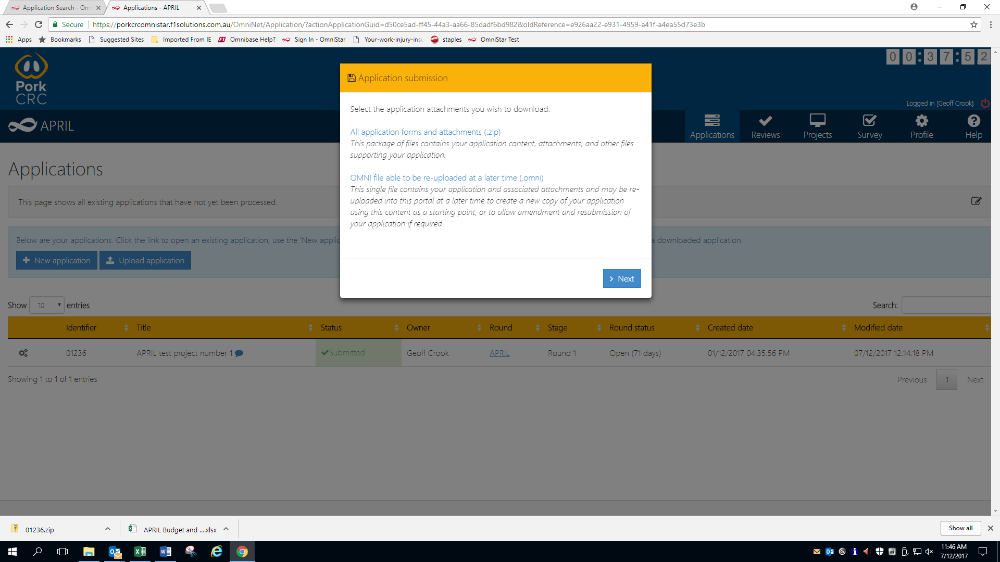 Application Search - Om
Applications - APRIL
Secure
https://porkcrcomnistar.f1solutions.com.au/OmniNet/Application/?actionApplicationGuid=d50ce5ad-ff45-44a3-aa66-85dadf6bd982&oldReference=e926aa22-e931-4959-a41f-a4ea55d73e3b
Apps Bookmarks Suggested Sites Imported From IE Omnibase Help? Sign In - OmniStar Your-work-injury-ins staples OmniStar Test
Pork
CRC
00:37:52
Logged in [Geoff Crook]
APRIL
Applications Reviews Projects Survey Profile Help
Application submission
Select the application attachments you wish to download:
All application forms and attachments (.zip)
This package of files contains your application content, attachments, and other files
supporting your application.
OMNI file able to be re-uploaded at a later time (.omni)
This single file contains your application and associated attachments and may be re-
uploaded into this portal at a later time to create a new copy of your application
using this content as a starting point, or to allow amendment and resubmission of
your application if required.
Next
Applications
This page shows all existing applications that have not yet been processed.
Below are your applications. Click the link to open an existing application, use the 'New applic a downloaded application.
New application Upload application
Show 10 entries
Search:
Identifier Title Status Owner Round Stage Round status Created date Modified date
01236 APRIL test project number 1 Submitted Geoff Crook APRIL Round 1 Open (71 days) 01/12/2017 04:35:56 PM 07/12/2017 12:14:18 PM
Showing 1 to 1 of 1 entries
Previous 1 Next
01236.zip
APRIL Budget and ....xlsx
Show all
11:46 AM
7/12/2017